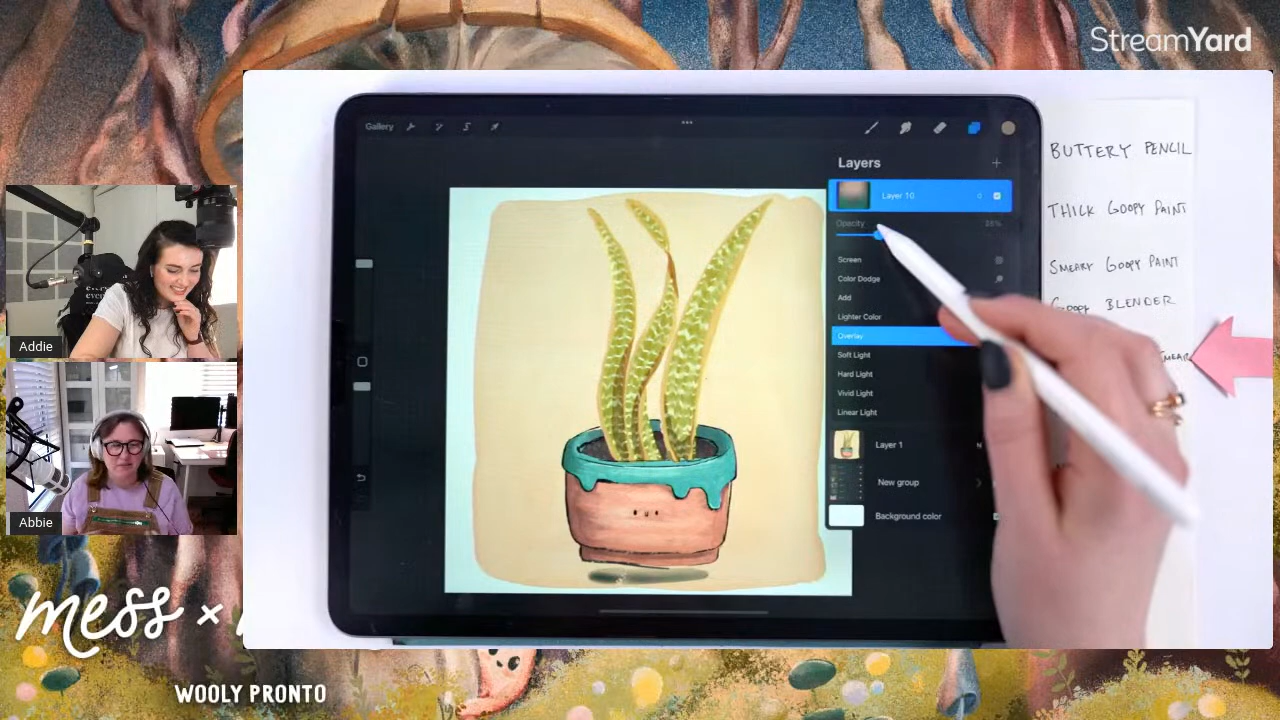 StreamYard
Gallery
Layers
Layer 10
Opacity
Screen
Color Dodge
Add
Lighter Color
Overlay
Soft Light
Hard Light
Vivid Light
Linear Light
Layer 1
N
New group
Background color
BUTTERY PENCIL
THICK GOOPY PAINT
SMEARY GOOPY PAINT
GOOPY BLENDER
Addie
Abbie
mess ×
WOOLY PRONTO